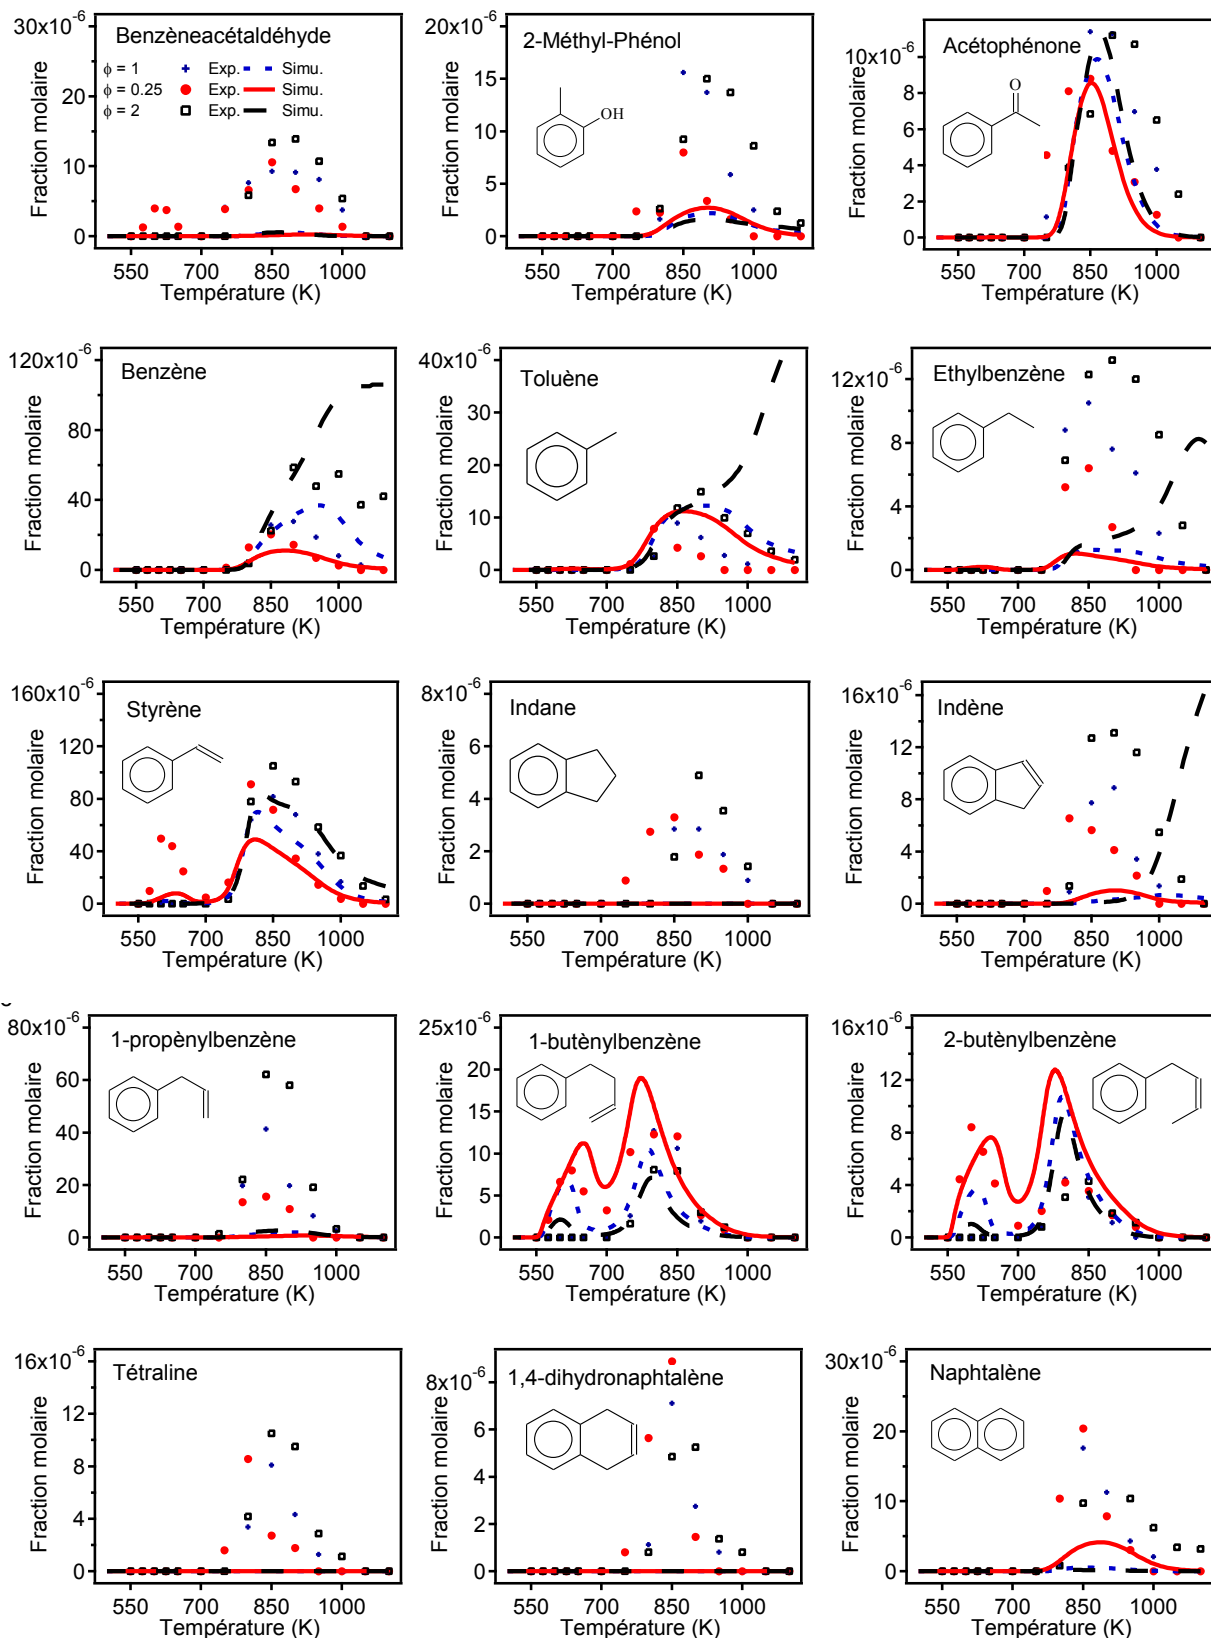 30x10⁻⁶
Benzèneacétaldéhyde
ϕ = 1 Exp. Simu.
ϕ = 0.25 Exp. Simu.
ϕ = 2 Exp. Simu.
20
10
0
Fraction molaire
550 700 850 1000
Température (K)
20x10⁻⁶
2-Méthyl-Phénol
OH
15
10
5
0
Fraction molaire
550 700 850 1000
Température (K)
Acétophénone
O
10x10⁻⁶
8
6
4
2
0
Fraction molaire
550 700 850 1000
Température (K)
120x10⁻⁶
Benzène
80
40
0
Fraction molaire
550 700 850 1000
Température (K)
40x10⁻⁶
Toluène
30
20
10
0
Fraction molaire
550 700 850 1000
Température (K)
Ethylbenzène
12x10⁻⁶
8
4
0
Fraction molaire
550 700 850 1000
Température (K)
160x10⁻⁶
Styrène
120
80
40
0
Fraction molaire
550 700 850 1000
Température (K)
8x10⁻⁶
Indane
6
4
2
0
Fraction molaire
550 700 850 1000
Température (K)
16x10⁻⁶
Indène
12
8
4
0
Fraction molaire
550 700 850 1000
Température (K)
80x10⁻⁶
1-propènylbenzène
60
40
20
0
Fraction molaire
550 700 850 1000
Température (K)
25x10⁻⁶
1-butènylbenzène
20
15
10
5
0
Fraction molaire
550 700 850 1000
Température (K)
16x10⁻⁶
2-butènylbenzène
12
8
4
0
Fraction molaire
550 700 850 1000
Température (K)
16x10⁻⁶
Tétraline
12
8
4
0
Fraction molaire
550 700 850 1000
Température (K)
8x10⁻⁶
1,4-dihydronaphtalène
6
4
2
0
Fraction molaire
550 700 850 1000
Température (K)
30x10⁻⁶
Naphtalène
20
10
0
Fraction molaire
550 700 850 1000
Température (K)